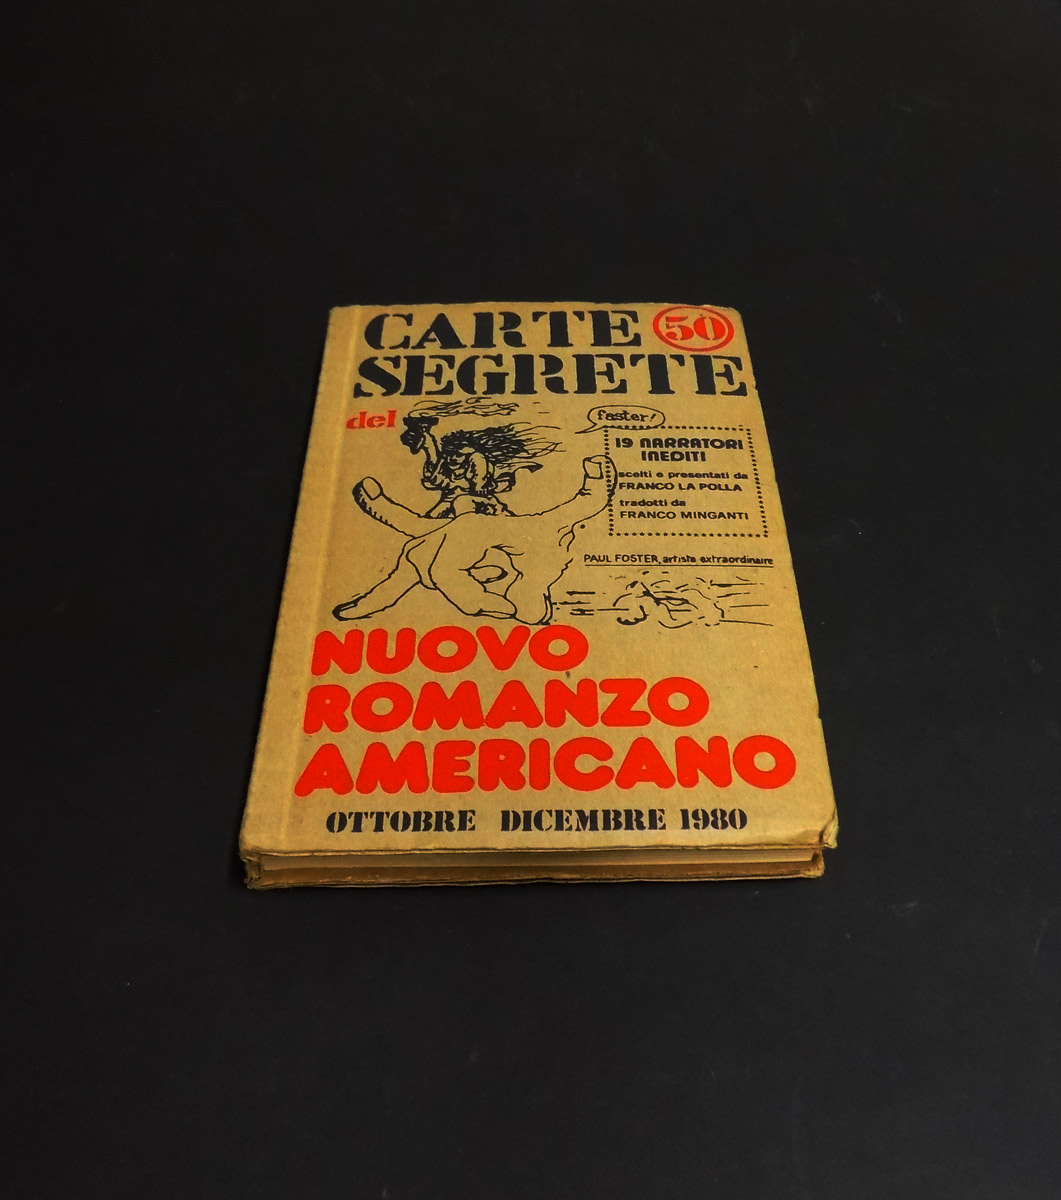 CARTE 50
SEGRETE
del
faster!
19 NARRATORI
INEDITI
scelti e presentati da
FRANCO LA POLLA
tradotti da
FRANCO MINGANTI
PAUL FOSTER, artista extraordinaire
NUOVO
ROMANZO
AMERICANO
OTTOBRE DICEMBRE 1980